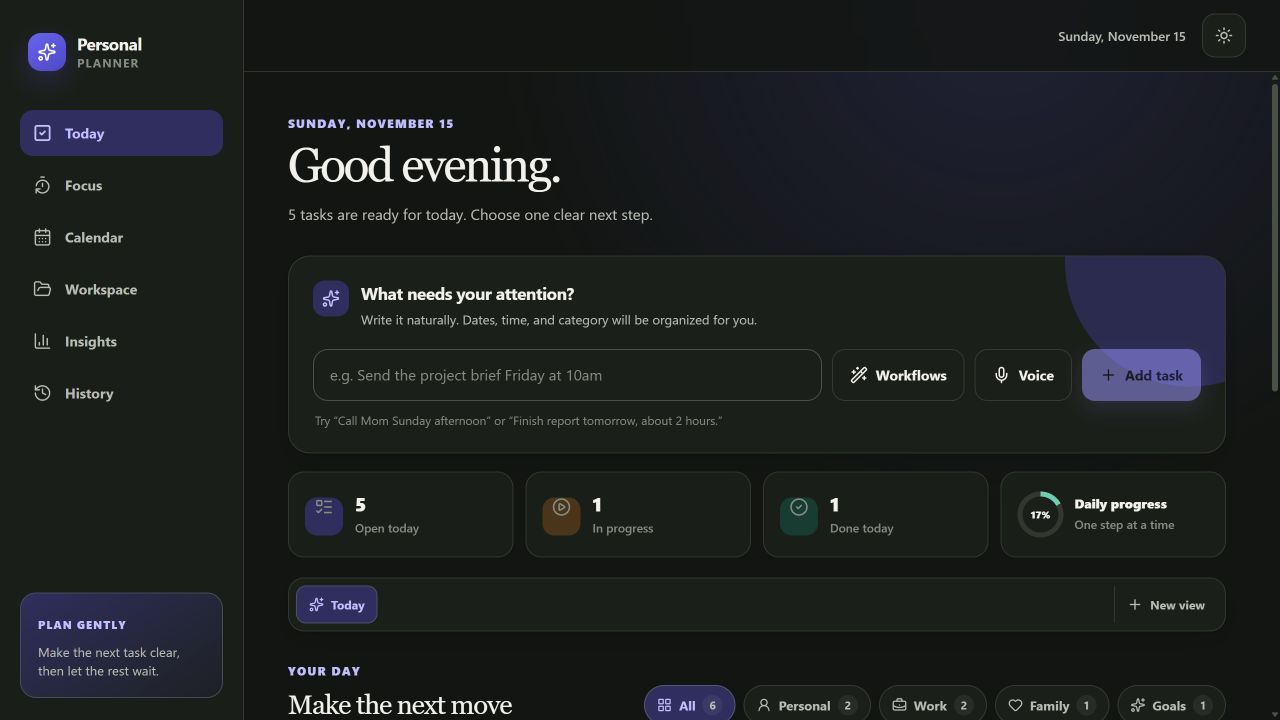 Personal
PLANNER
Today
Focus
Calendar
Workspace
Insights
History
PLAN GENTLY
Make the next task clear,
then let the rest wait.
Sunday, November 15
SUNDAY, NOVEMBER 15
Good evening.
5 tasks are ready for today. Choose one clear next step.
What needs your attention?
Write it naturally. Dates, time, and category will be organized for you.
e.g. Send the project brief Friday at 10am
Workflows
Voice
Add task
Try “Call Mom Sunday afternoon” or “Finish report tomorrow, about 2 hours.”
5
Open today
1
In progress
1
Done today
17%
Daily progress
One step at a time
Today
New view
YOUR DAY
Make the next move
All 6
Personal 2
Work 2
Family 1
Goals 1